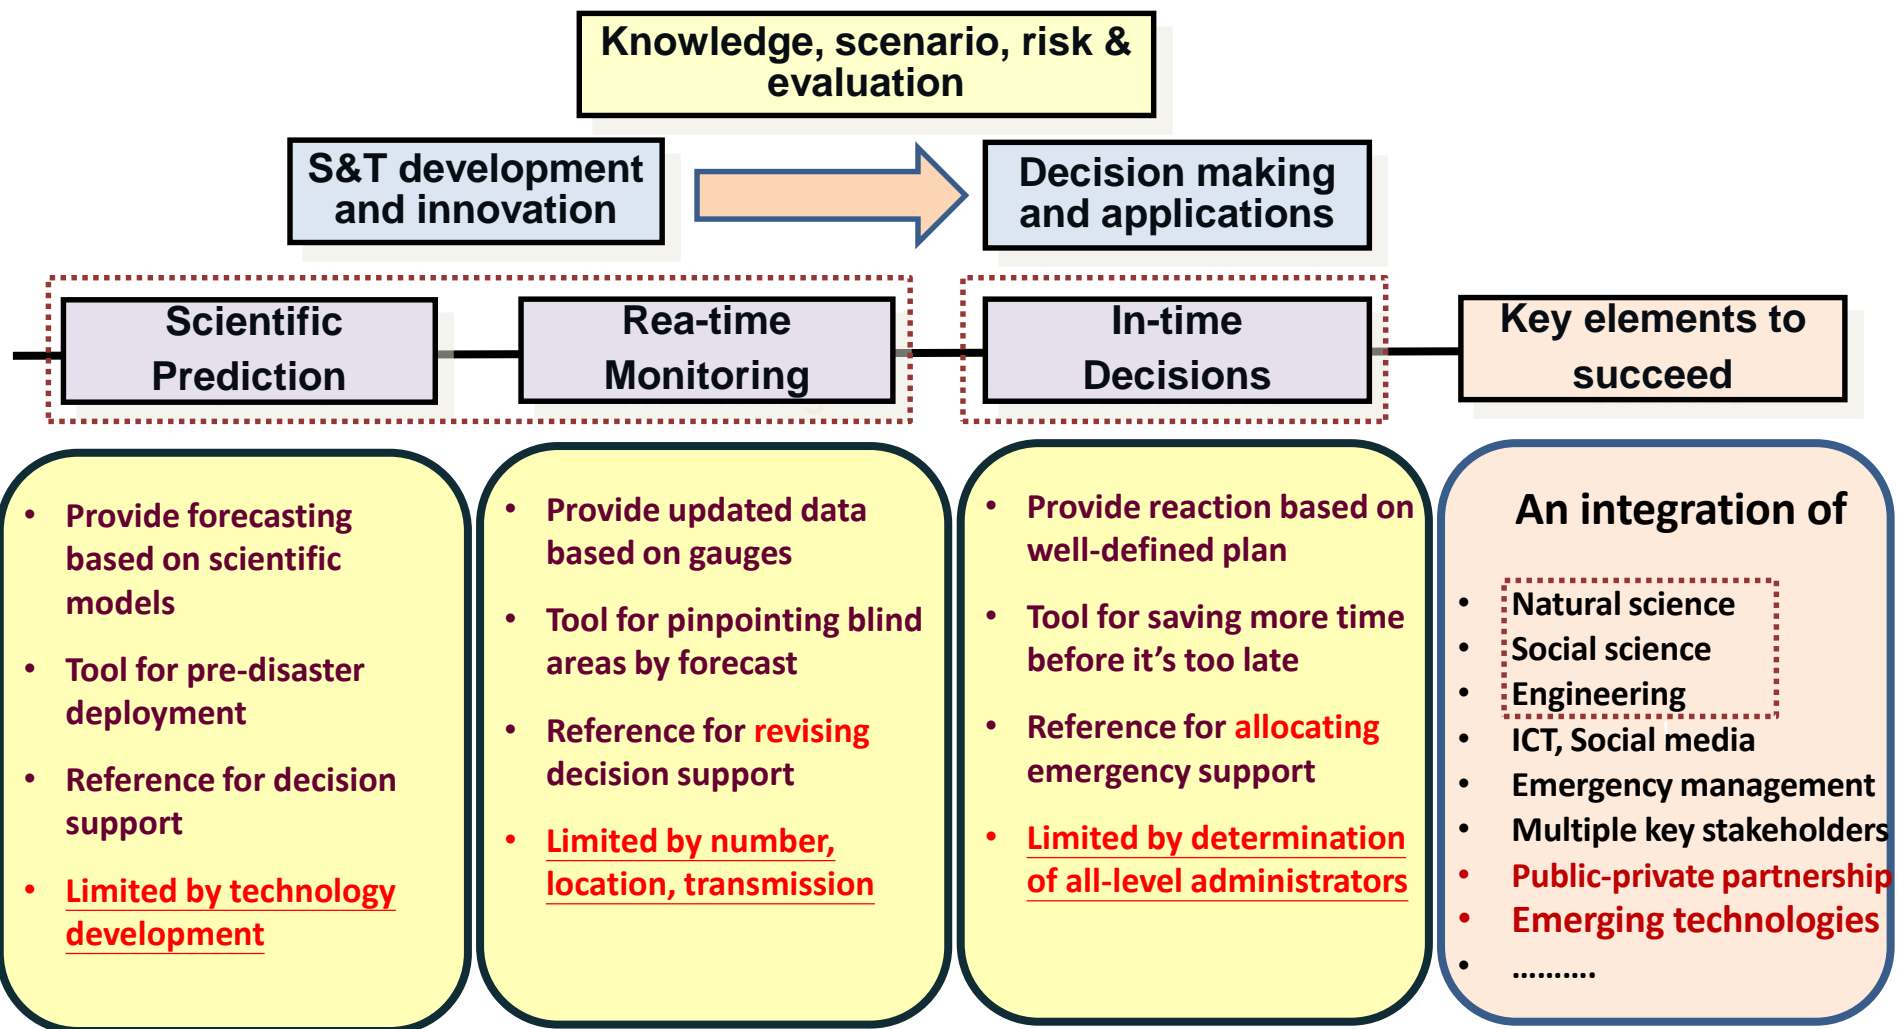 Knowledge, scenario, risk &
evaluation
S&T development
and innovation
Decision making
and applications
Scientific
Prediction
Rea-time
Monitoring
In-time
Decisions
Key elements to
succeed
• Provide forecasting
based on scientific
models
• Tool for pre-disaster
deployment
• Reference for decision
support
• Limited by technology
development
• Provide updated data
based on gauges
• Tool for pinpointing blind
areas by forecast
• Reference for revising
decision support
• Limited by number,
location, transmission
• Provide reaction based on
well-defined plan
• Tool for saving more time
before it’s too late
• Reference for allocating
emergency support
• Limited by determination
of all-level administrators
An integration of
• Natural science
• Social science
• Engineering
• ICT, Social media
• Emergency management
• Multiple key stakeholders
• Public-private partnership
• Emerging technologies
• ……….